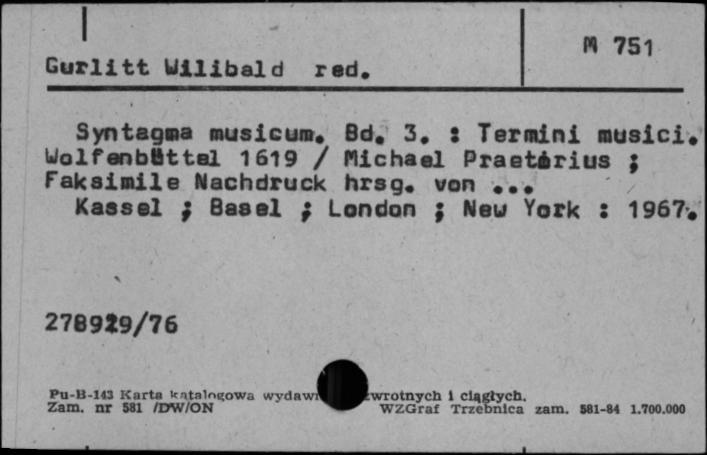 M 751
Gurlitt Wilibald red.
Syntagma musicum. Bd. 3. : Termini musici.
Wolfenbüttel 1619 / Michael Praetorius ;
Faksimile Nachdruck hrsg. von ...
Kassel ; Basel ; London ; New York : 1967.
278929/76
Pu-B-143 Karta katalogowa zwrotnych i ciągłych.
Zam. nr 581 /DW/ON WZGraf Trzebnica zam. 581-84 1.700.000